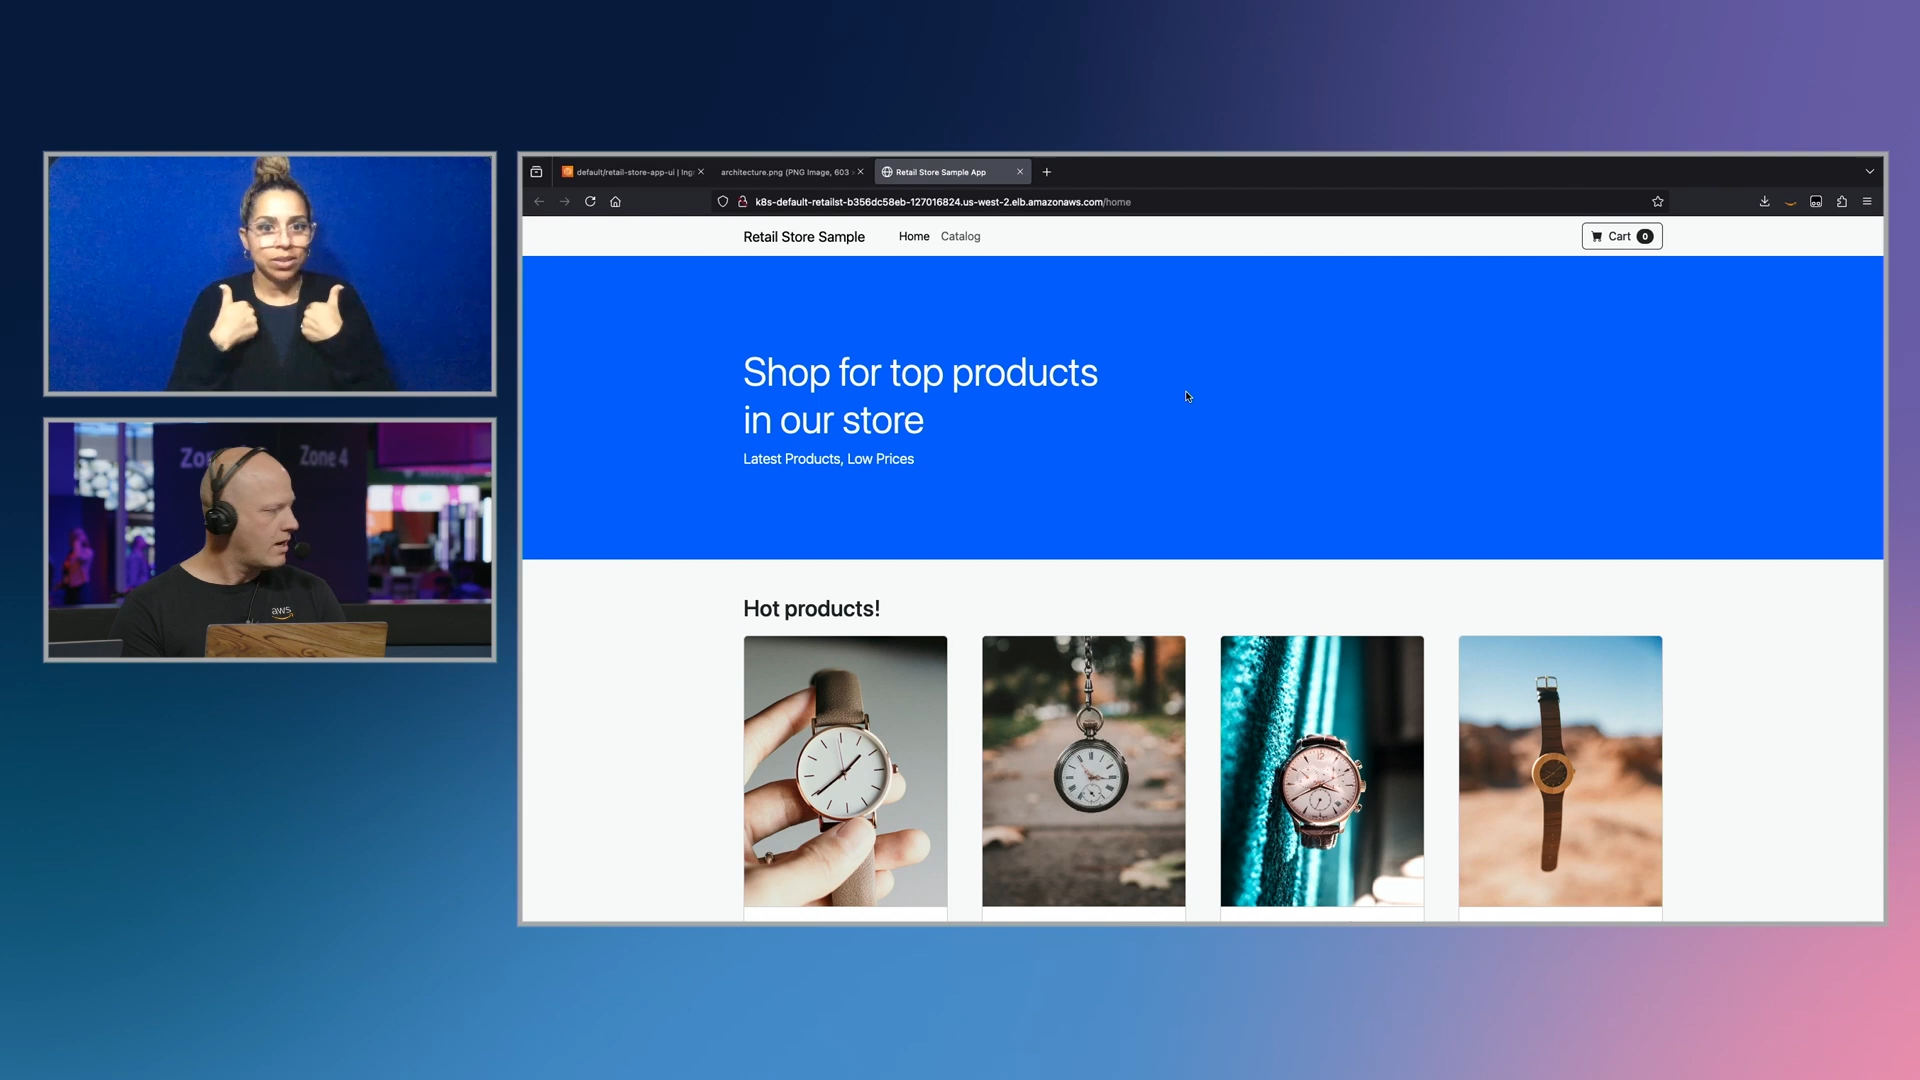 default/retail-store-app-ui | Ing
architecture.png (PNG Image, 603
Retail Store Sample App
k8s-default-retailst-b356dc58eb-127016824.us-west-2.elb.amazonaws.com/home
Retail Store Sample
Home
Catalog
Cart 0
Shop for top products
in our store
Latest Products, Low Prices
Zone 4
aws
Hot products!